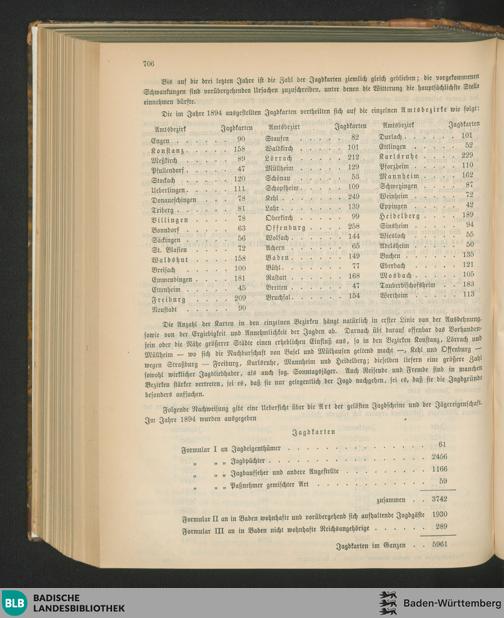 706
Bis auf die drei letzten Jahre ist die Zahl der Jagdkarten ziemlich gleich geblieben; die vorgekommenen
Schwankungen sind vorübergehenden Ursachen zuzuschreiben, unter denen die Witterung die hauptsächlichste Stelle
einnehmen dürfte.
Die im Jahre 1894 ausgestellten Jagdkarten vertheilten sich auf die einzelnen Amtsbezirke wie folgt:
Amtsbezirk Jagdkarten Amtsbezirk Jagdkarten Amtsbezirk Jagdkarten
Engen . . . . . . 90 Staufen . . . . . 82 Durlach . . . . . 101
Konstanz . . . . . 158 Waldkirch . . . . . 101 Ettlingen . . . . . 52
Meßkirch . . . . . 89 Lörrach . . . . . 212 Karlsruhe . . . . 229
Pfullendorf . . . . . 47 Müllheim . . . . . 129 Pforzheim . . . . . 110
Stockach . . . . . 120 Schönau . . . . . 53 Mannheim . . . . 162
Ueberlingen . . . . . 111 Schopfheim . . . . . 109 Schwetzingen . . . . 87
Donaueschingen . . . . 78 Kehl . . . . . . 249 Weinheim . . . . . 72
Triberg . . . . . . 81 Lahr . . . . . . 139 Eppingen . . . . . 42
Villingen . . . . . 78 Oberkirch . . . . . 99 Heidelberg . . . . 189
Bonndorf . . . . . 63 Offenburg . . . . 258 Sinsheim . . . . . 94
Säckingen . . . . . 56 Wolfach . . . . . 144 Wiesloch . . . . . 55
St. Blasien . . . . . 72 Achern . . . . . 65 Adelsheim . . . . . 50
Waldshut . . . . . 158 Baden . . . . . . 149 Buchen . . . . . 135
Breisach . . . . . 100 Bühl . . . . . . 77 Eberbach . . . . . 121
Emmendingen . . . . 181 Rastatt . . . . . 168 Mosbach . . . . . 105
Ettenheim . . . . . 45 Bretten . . . . . 47 Tauberbischofsheim . . . 183
Freiburg . . . . . 209 Bruchsal . . . . . 154 Wertheim . . . . . 113
Neustadt . . . . . 90
Die Anzahl der Karten in den einzelnen Bezirken hängt natürlich in erster Linie von der Ausdehnung,
sowie von der Ergiebigkeit und Annehmlichkeit der Jagden ab. Darnach übt darauf offenbar das Vorhanden-
sein oder die Nähe größerer Städte einen erheblichen Einfluß aus, so in den Bezirken Konstanz, Lörrach und
Müllheim — wo sich die Nachbarschaft von Basel und Mülhausen geltend macht —, Kehl und Offenburg —
wegen Straßburg — Freiburg, Karlsruhe, Mannheim und Heidelberg; dieselben liefern eine größere Zahl
sowohl wirklicher Jagdliebhaber, als auch sog. Sonntagsjäger. Auch Reisende und Fremde sind in manchen
Bezirken stärker vertreten, sei es, daß sie nur gelegentlich der Jagd nachgehen, sei es, daß sie die Jagdgründe
besonders aufsuchen.
Folgende Nachweisung gibt eine Uebersicht über die Art der gelösten Jagdscheine und der Jägereigenschaft.
Im Jahre 1894 wurden ausgegeben
Jagdkarten
Formular I an Jagdeigenthümer . . . . . . . . . 61
„ „ „ Jagdpächter . . . . . . . . . . 2456
„ „ „ Jagdaufseher und andere Angestellte . . . . . . 1166
„ „ „ Paßnehmer gemischter Art . . . . . . . . 59
zusammen . . 3742
Formular II an in Baden wohnhafte und vorübergehend sich aufhaltende Jagdgäste 1930
Formular III an in Baden nicht wohnhafte Reichsangehörige . . . . . 289
Jagdkarten im Ganzen . . 5961
BLB BADISCHE
LANDESBIBLIOTHEK
Baden-Württemberg